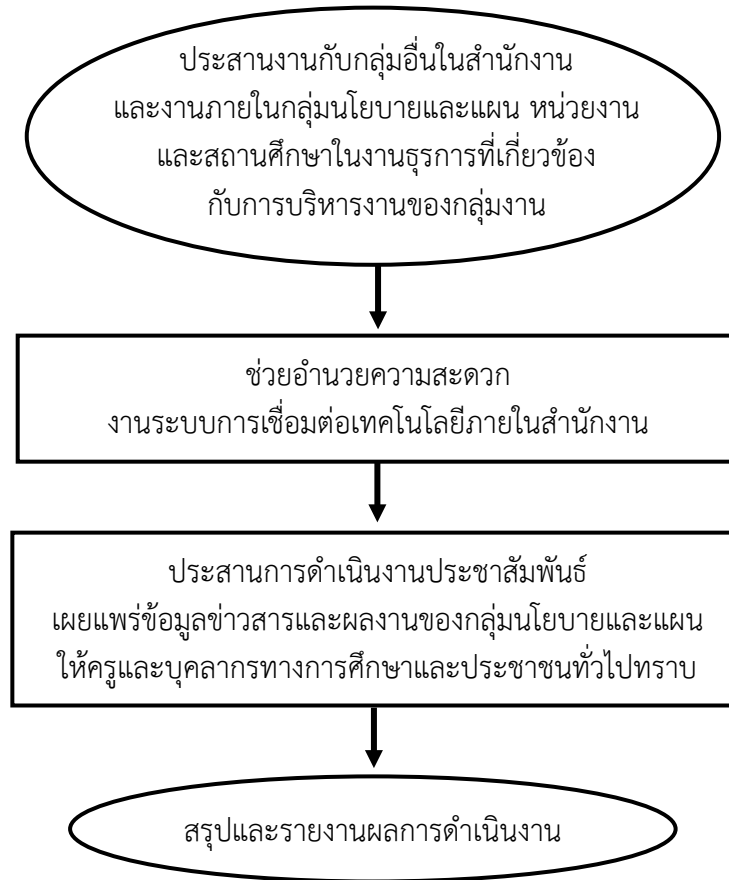 ประสานงานกับกลุ่มอื่นในสำนักงาน
และงานภายในกลุ่มนโยบายและแผน หน่วยงาน
และสถานศึกษาในงานธุรการที่เกี่ยวข้อง
กับการบริหารงานของกลุ่มงาน
ช่วยอำนวยความสะดวก
งานระบบการเชื่อมต่อเทคโนโลยีภายในสำนักงาน
ประสานการดำเนินงานประชาสัมพันธ์
เผยแพร่ข้อมูลข่าวสารและผลงานของกลุ่มนโยบายและแผน
ให้ครูและบุคลากรทางการศึกษาและประชาชนทั่วไปทราบ
สรุปและรายงานผลการดำเนินงาน